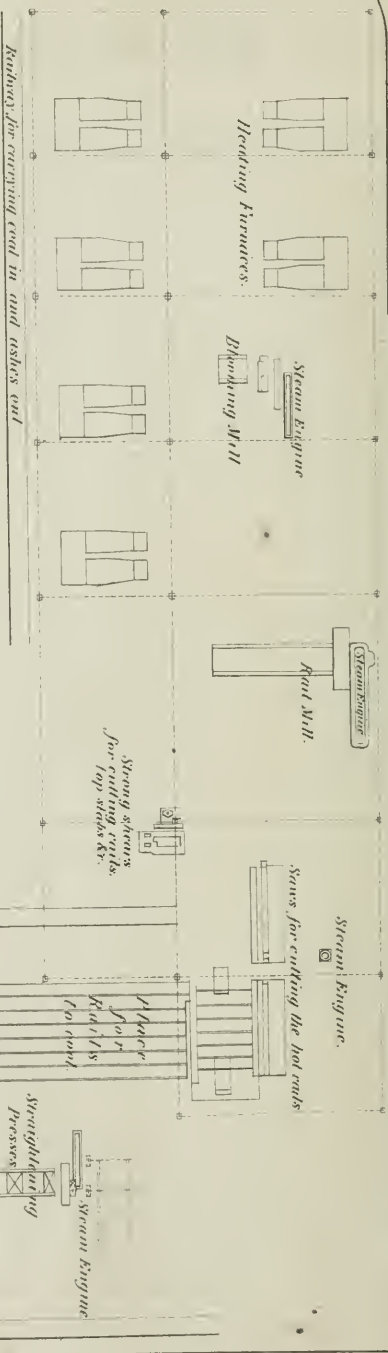 Heating Furnaces.
Steam Engine
Blooming Mill
Railway for carrying coal in and ashes out
Steam Engine
Rail Mill.
Strong shears
for cutting rails,
top slabs &c.
Steam Engine.
Saws for cutting the hot rails
Place
for
Rails
to cool.
Steam Engine
Straightening
Presses